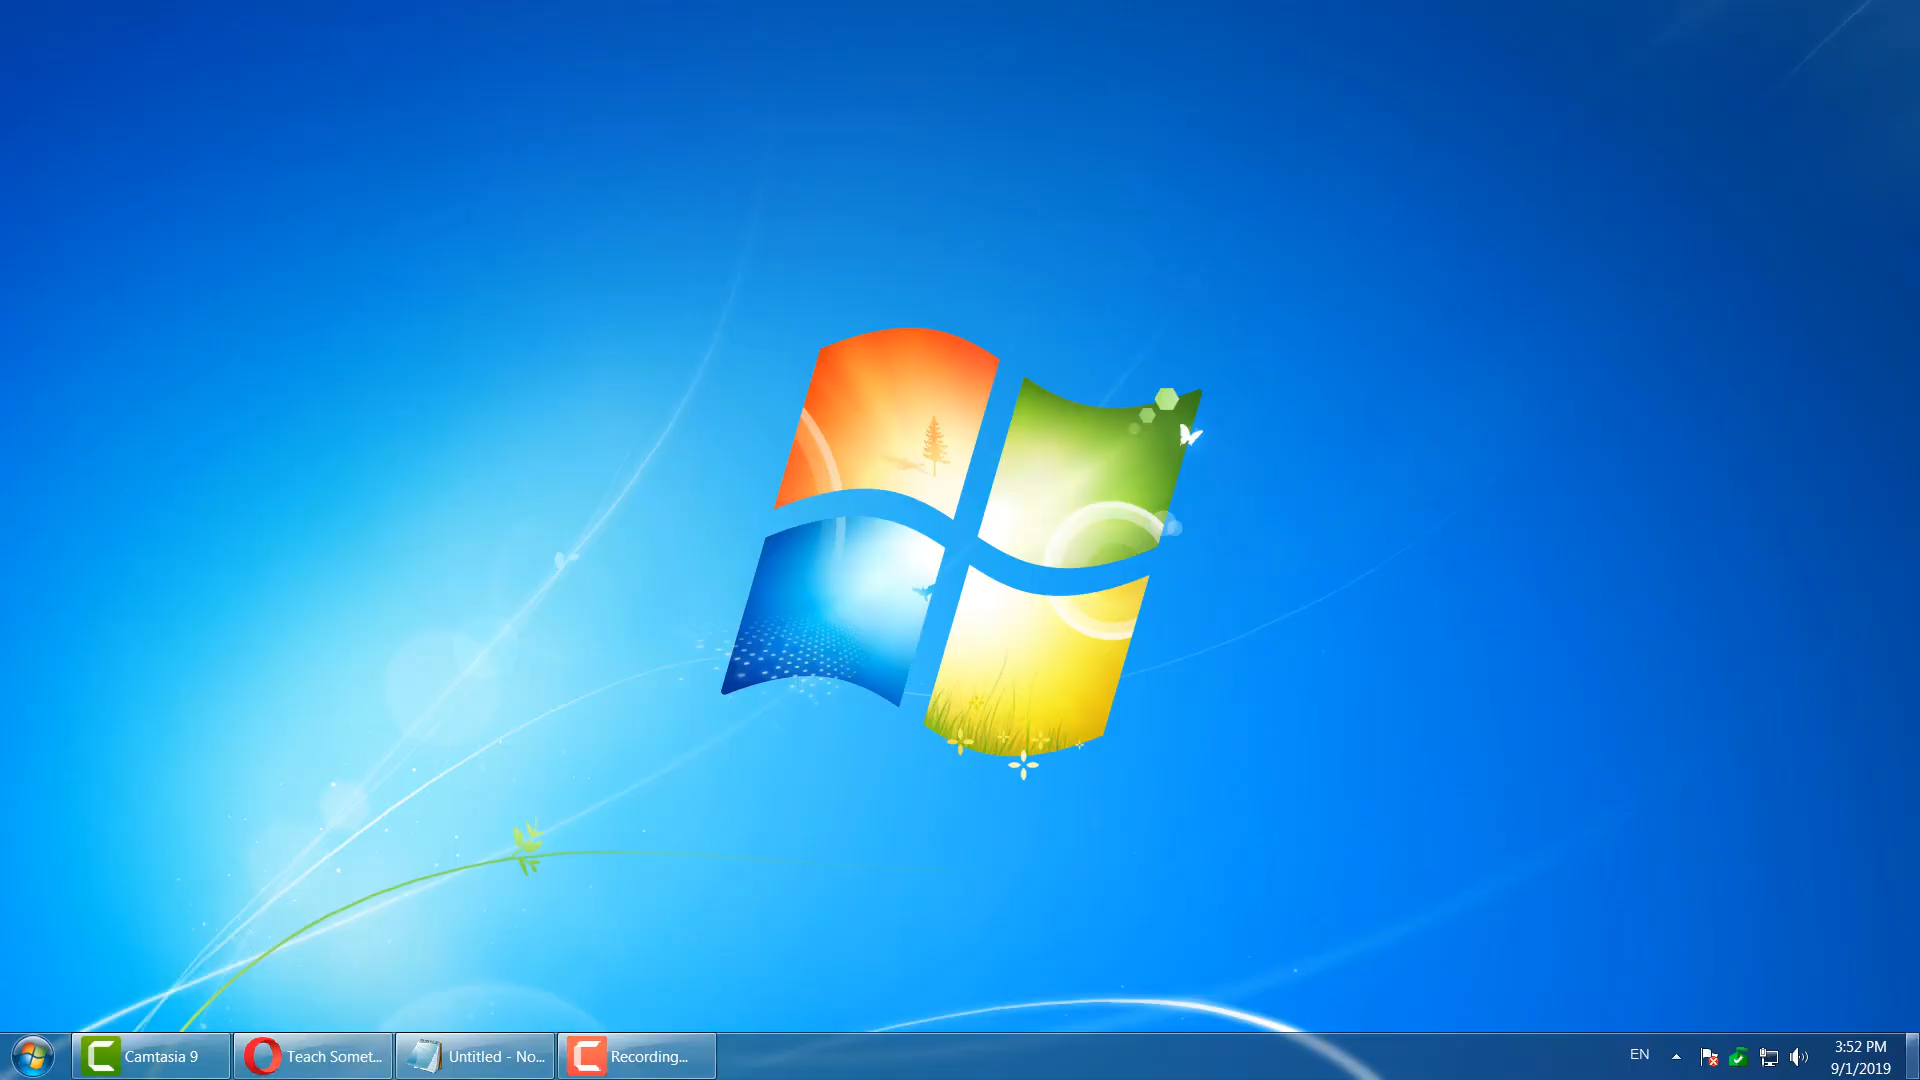 Camtasia 9
Teach Somet...
Untitled - No...
Recording...
EN
3:52 PM
9/1/2019